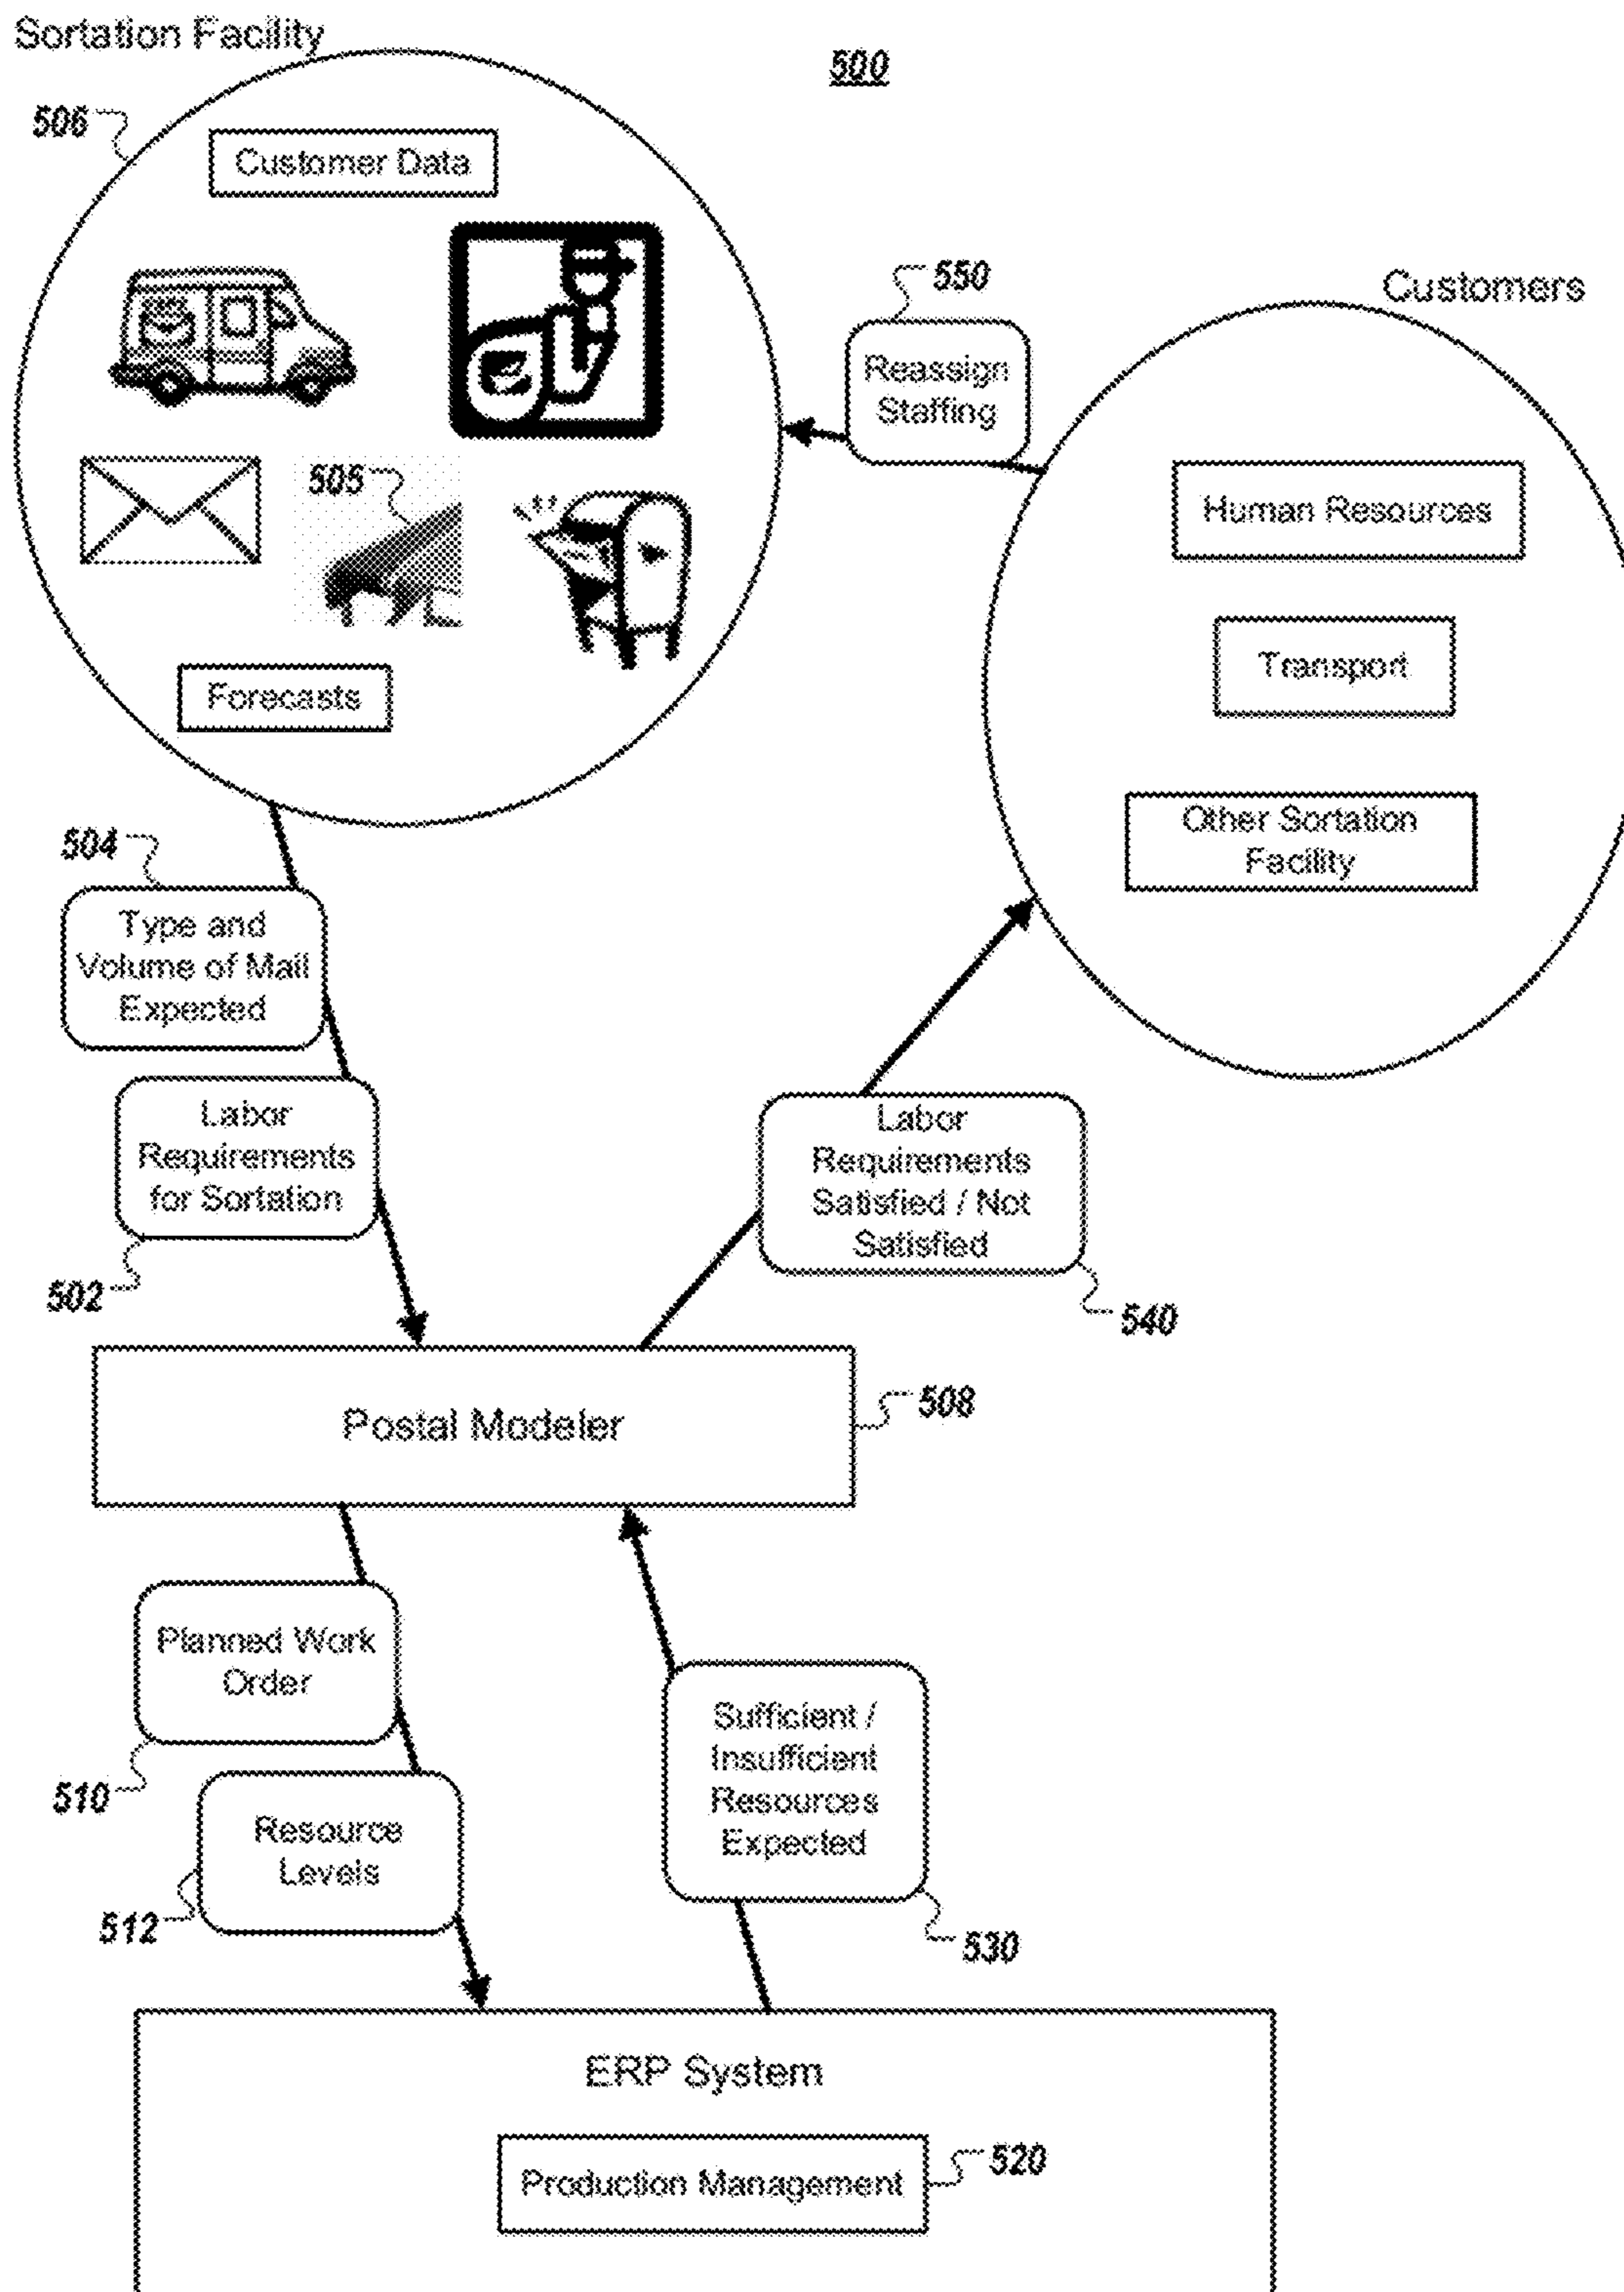 Sortation Facility
500
506
Customer Data
505
Forecasts
550
Reassign
Staffing
Customers
Human Resources
Transport
Other Sortation
Facility
504
Type and
Volume of Mail
Expected
Labor
Requirements
for Sortation
502
Labor
Requirements
Satisfied / Not
Satisfied
540
Postal Modeler
508
Planned Work
Order
510
Resource
Levels
512
Sufficient /
Insufficient
Resources
Expected
530
ERP System
Production Management
520